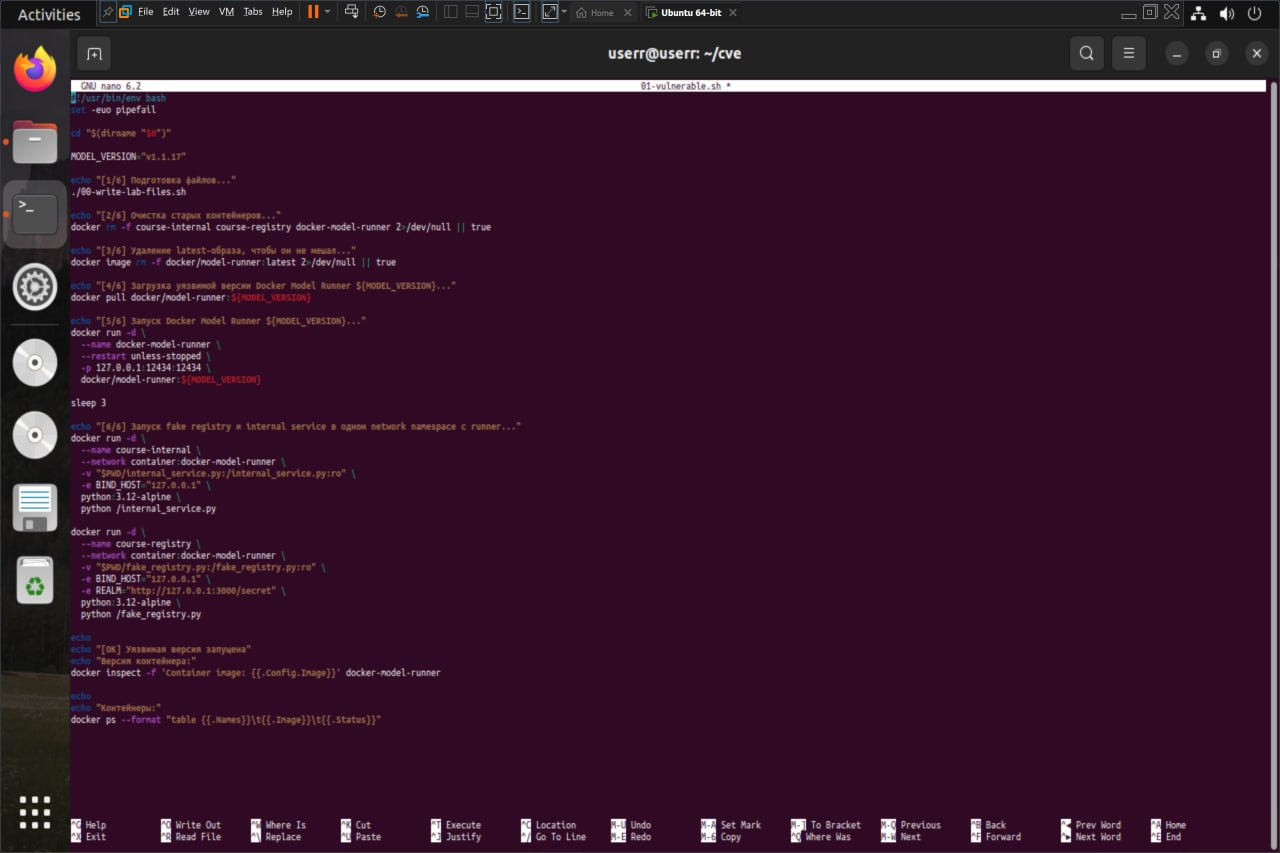 Activities File Edit View VM Tabs Help Home Ubuntu 64-bit
userr@userr: ~/cve
GNU nano 6.2 01-vulnerable.sh *
#!/usr/bin/env bash
set -euo pipefail
cd "$(dirname "$0")"
MODEL_VERSION="v1.1.17"
echo "[1/6] Подготовка файлов..."
./00-write-lab-files.sh
echo "[2/6] Очистка старых контейнеров..."
docker rm -f course-internal course-registry docker-model-runner 2>/dev/null || true
echo "[3/6] Удаление latest-образа, чтобы он не мешал..."
docker image rm -f docker/model-runner:latest 2>/dev/null || true
echo "[4/6] Загрузка уязвимой версии Docker Model Runner ${MODEL_VERSION}..."
docker pull docker/model-runner:${MODEL_VERSION}
echo "[5/6] Запуск Docker Model Runner ${MODEL_VERSION}..."
docker run -d \
--name docker-model-runner \
--restart unless-stopped \
-p 127.0.0.1:12434:12434 \
docker/model-runner:${MODEL_VERSION}
sleep 3
echo "[6/6] Запуск fake registry и internal service в одном network namespace с runner..."
docker run -d \
--name course-internal \
--network container:docker-model-runner \
-v "$PWD/internal_service.py:/internal_service.py:ro" \
-e BIND_HOST="127.0.0.1" \
python:3.12-alpine \
python /internal_service.py
docker run -d \
--name course-registry \
--network container:docker-model-runner \
-v "$PWD/fake_registry.py:/fake_registry.py:ro" \
-e BIND_HOST="127.0.0.1" \
-e REALM="http://127.0.0.1:3000/secret" \
python:3.12-alpine \
python /fake_registry.py
echo
echo "[OK] Уязвимая версия запущена"
echo "Версия контейнера:"
docker inspect -f 'Container image: {{.Config.Image}}' docker-model-runner
echo
echo "Контейнеры:"
docker ps --format "table {{.Names}}\t{{.Image}}\t{{.Status}}"
^G Help ^O Write Out ^W Where Is ^K Cut ^T Execute ^C Location M-U Undo M-A Set Mark M-] To Bracket M-Q Previous ^B Back ^◀ Prev Word ^A Home
^X Exit ^R Read File ^\ Replace ^U Paste ^J Justify ^/ Go To Line M-E Redo M-6 Copy ^Q Where Was M-W Next ^F Forward ^▶ Next Word ^E End